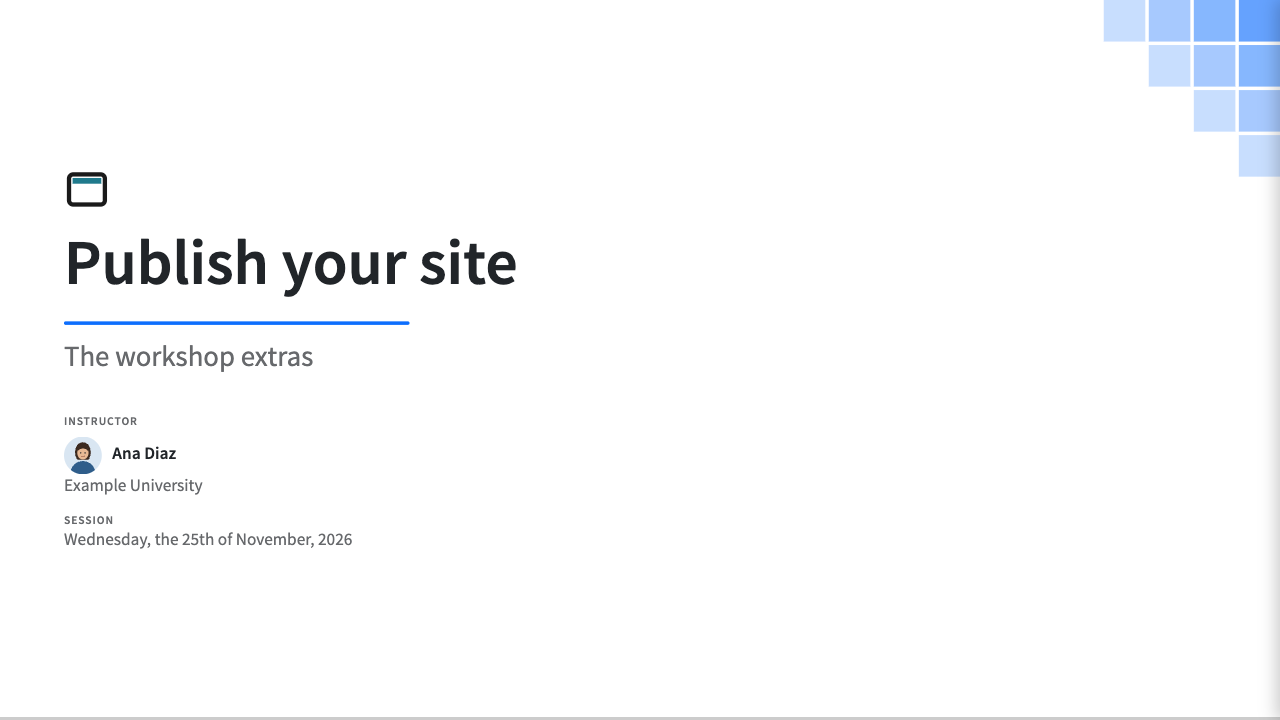 Publish your site
The workshop extras
INSTRUCTOR
Ana Diaz
Example University
SESSION
Wednesday, the 25th of November, 2026